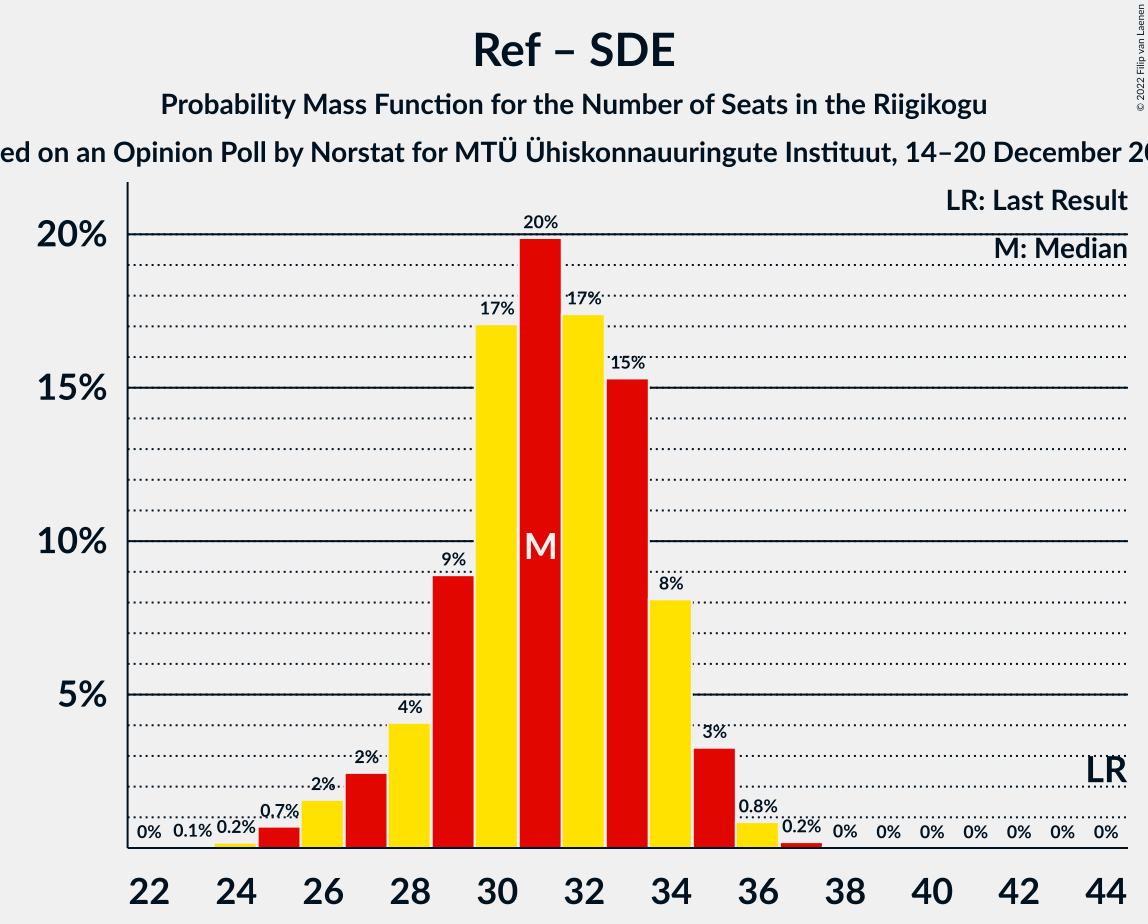 Ref – SDE
Probability Mass Function for the Number of Seats in the Riigikogu
ed on an Opinion Poll by Norstat for MTÜ Ühiskonnauuringute Instituut, 14–20 December 20
© 2022 Filip van Laenen
LR: Last Result
M: Median
20%
15%
10%
5%
0% 0.1% 0.2% 0.7% 2% 2% 4% 9% 17% 20% 17% 15% 8% 3% 0.8% 0.2% 0% 0% 0% 0% 0% 0% 0%
M
LR
22 24 26 28 30 32 34 36 38 40 42 44